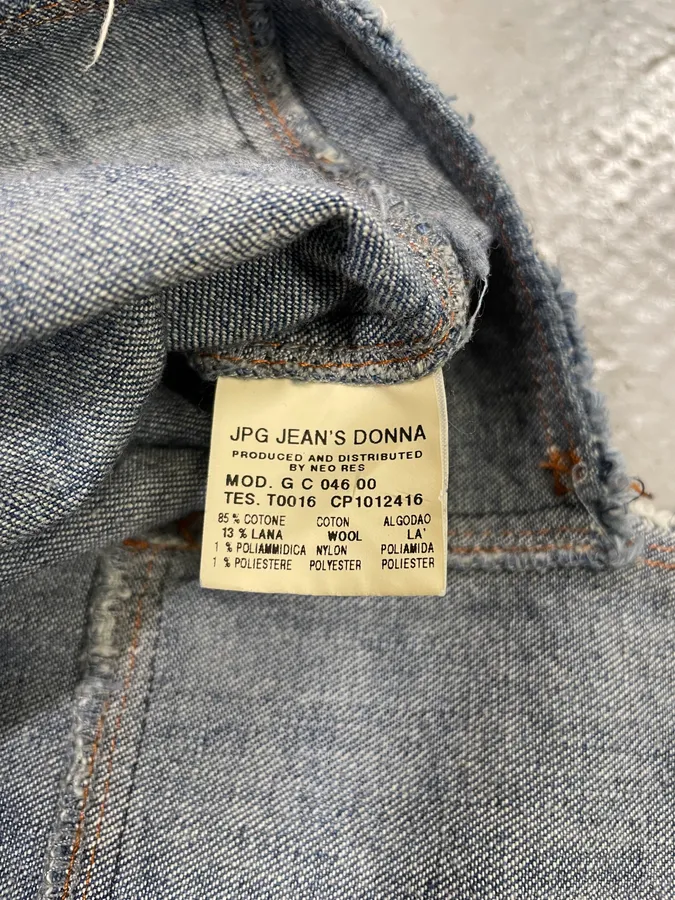 JPG JEAN'S DONNA
PRODUCED AND DISTRIBUTED
BY NEO RES
MOD. G C 046 00
TES. T0016 CP1012416
85 % COTONE COTON ALGODAO
13 % LANA WOOL LA'
1 % POLIAMMIDICA NYLON POLIAMIDA
1 % POLIESTERE POLYESTER POLIESTER